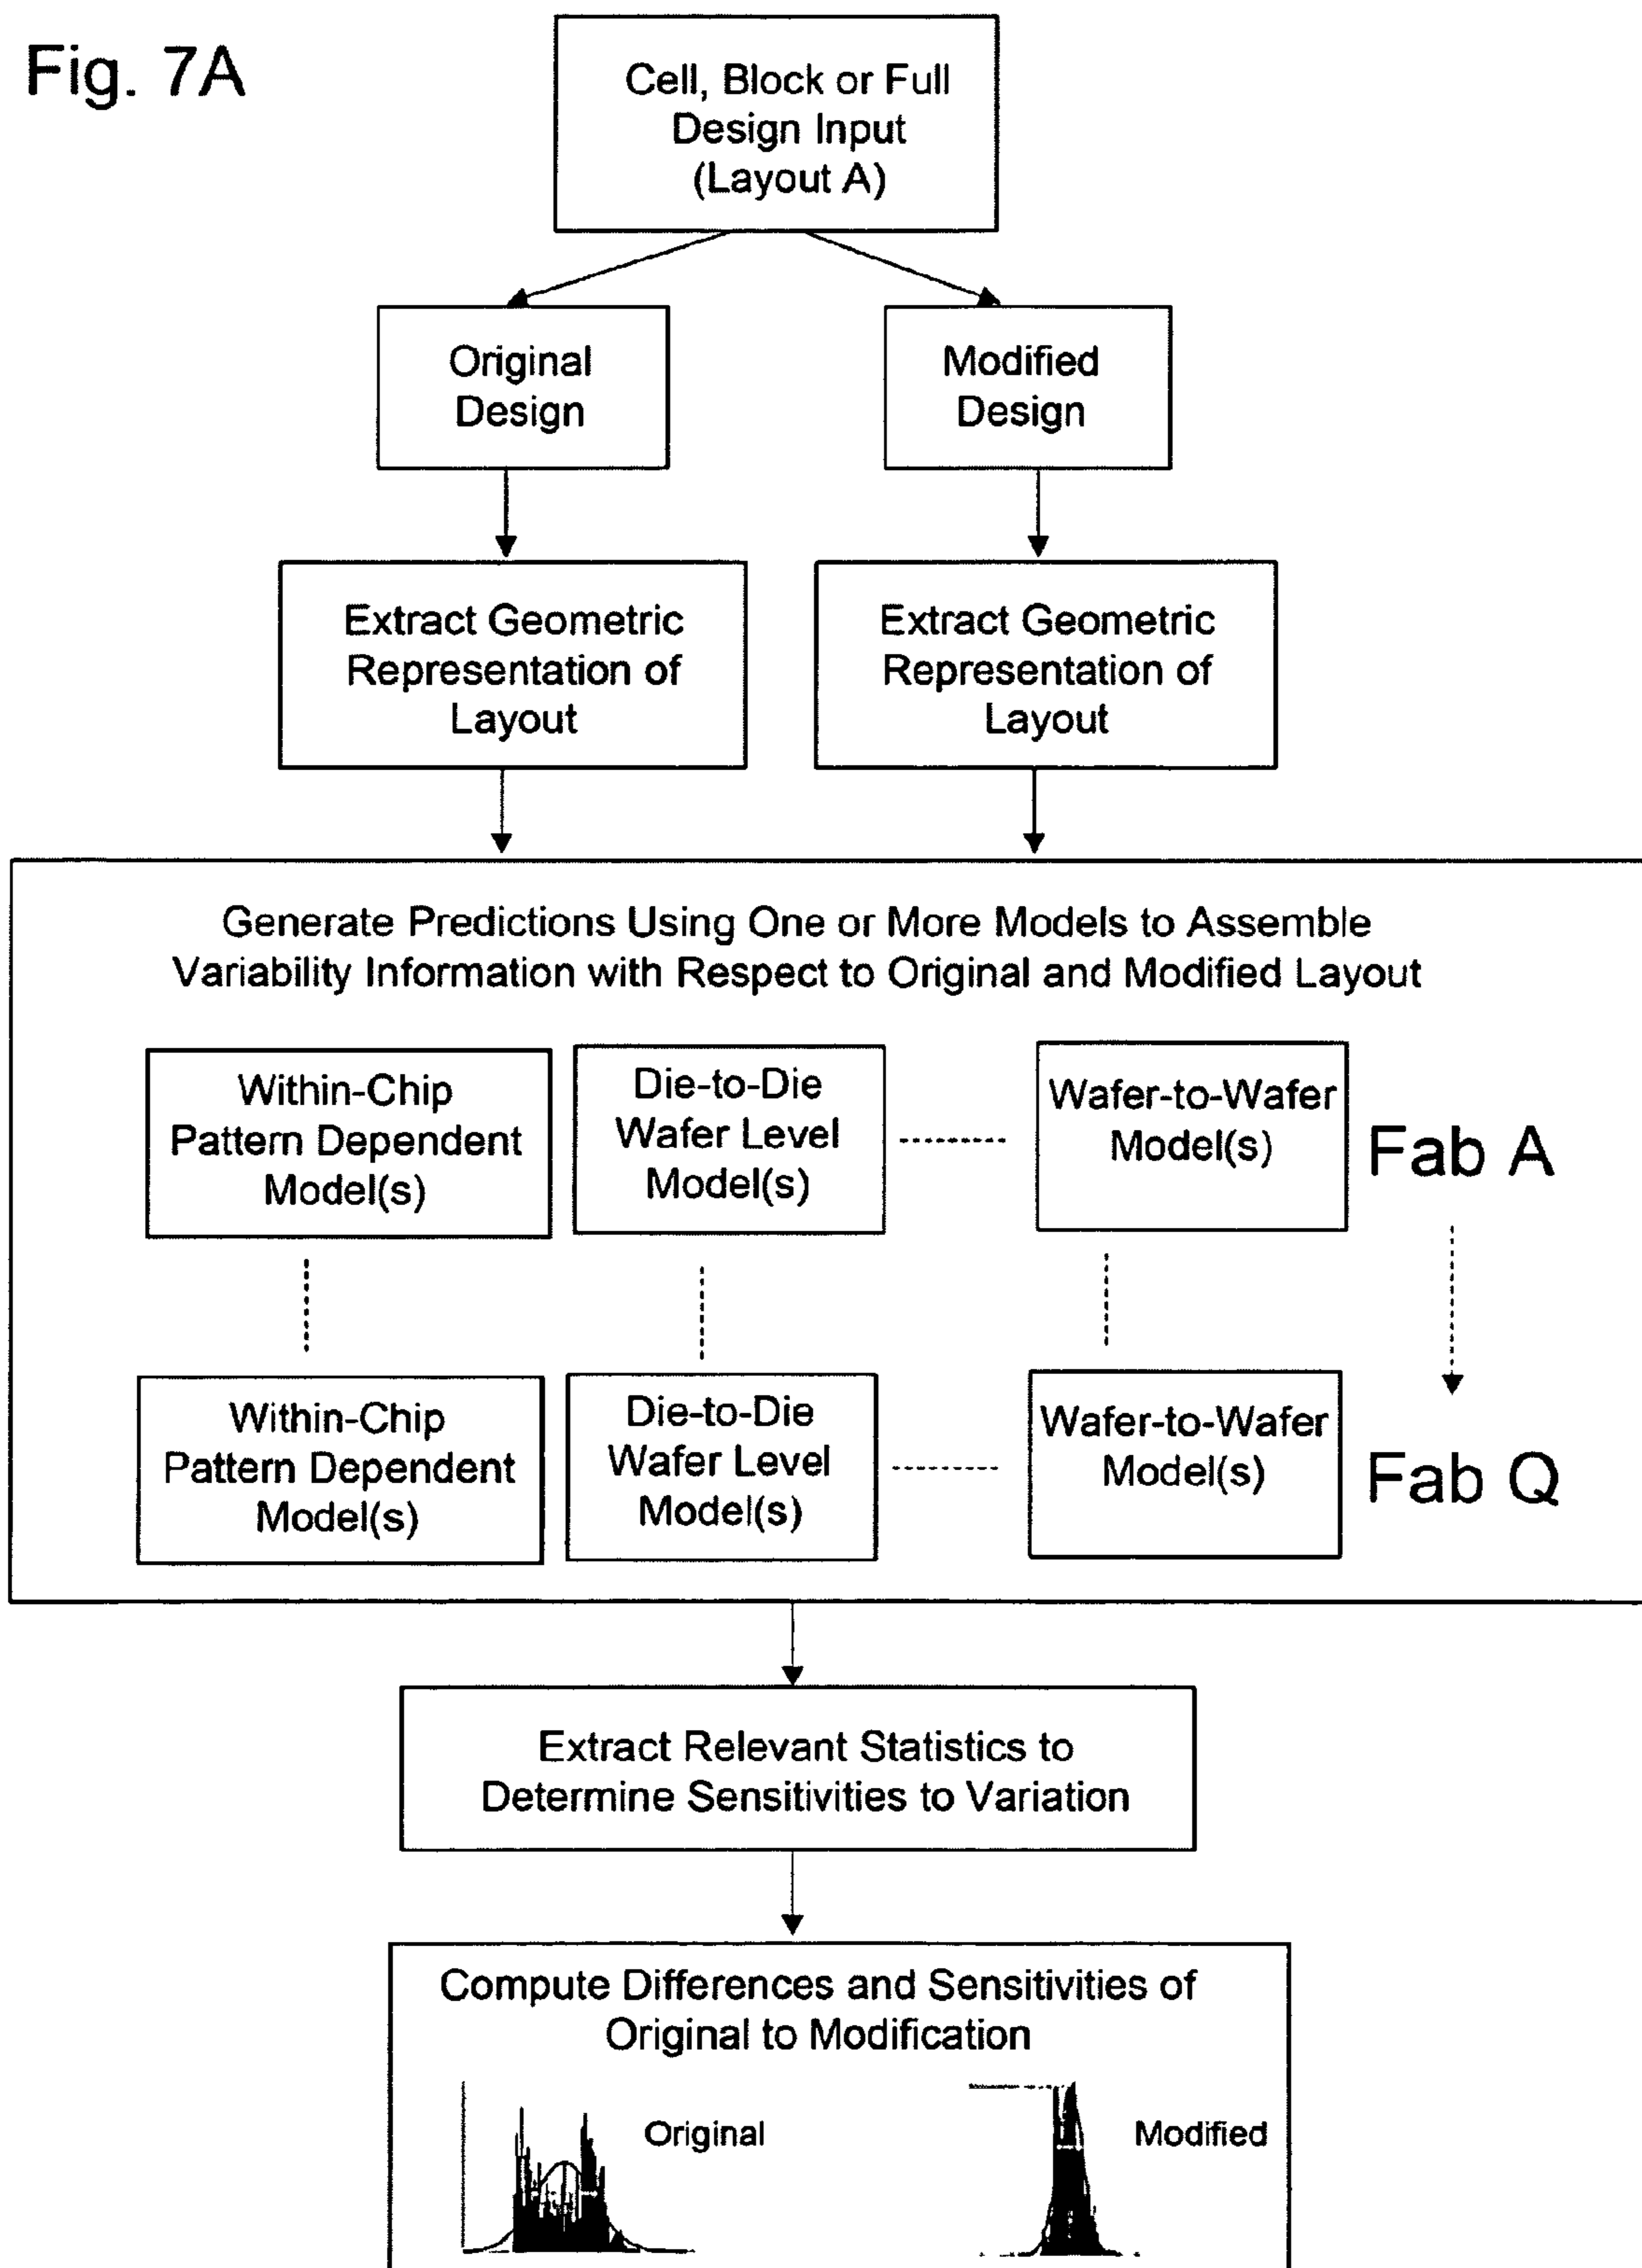 Fig. 7A
Cell, Block or Full
Design Input
(Layout A)
Original
Design
Modified
Design
Extract Geometric
Representation of
Layout
Extract Geometric
Representation of
Layout
Generate Predictions Using One or More Models to Assemble
Variability Information with Respect to Original and Modified Layout
Within-Chip
Pattern Dependent
Model(s)
Die-to-Die
Wafer Level
Model(s)
Wafer-to-Wafer
Model(s)
Fab A
Within-Chip
Pattern Dependent
Model(s)
Die-to-Die
Wafer Level
Model(s)
Wafer-to-Wafer
Model(s)
Fab Q
Extract Relevant Statistics to
Determine Sensitivities to Variation
Compute Differences and Sensitivities of
Original to Modification
Original
Modified